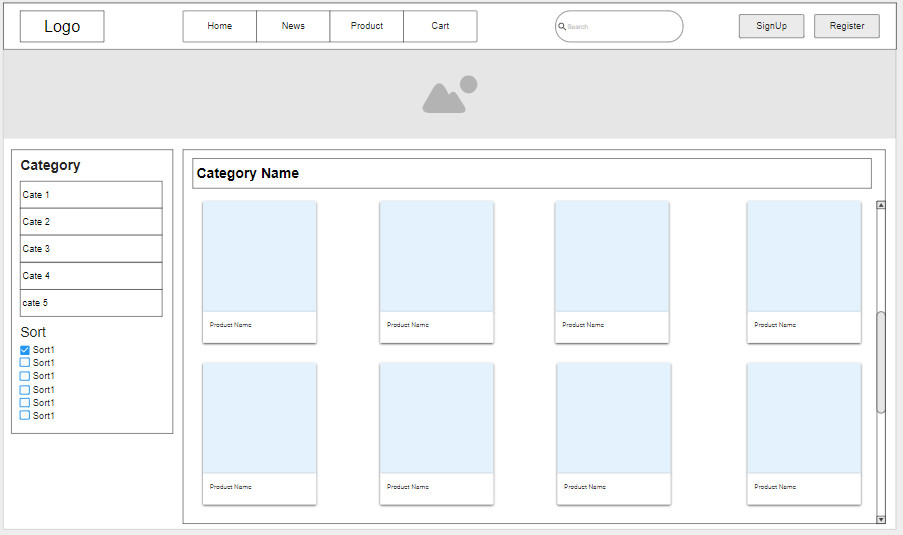 Logo
Home
News
Product
Cart
Search
SignUp
Register
Category
Cate 1
Cate 2
Cate 3
Cate 4
cate 5
Sort
Sort1
Sort1
Sort1
Sort1
Sort1
Sort1
Category Name
Product Name
Product Name
Product Name
Product Name
Product Name
Product Name
Product Name
Product Name